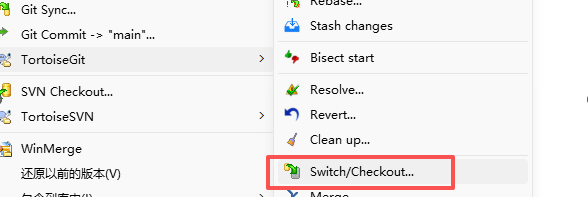 Git Sync...
Git Commit -> "main"...
TortoiseGit
SVN Checkout...
TortoiseSVN
WinMerge
还原以前的版本(V)
Rebase...
Stash changes
Bisect start
Resolve...
Revert...
Clean up...
Switch/Checkout...
Merge...